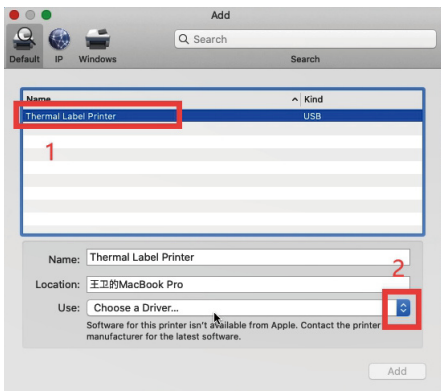 Add
Search
Default IP Windows Search
Name Kind
Thermal Label Printer USB
1
Name: Thermal Label Printer
2
Location: 王卫的MacBook Pro
Use: Choose a Driver...
Software for this printer isn't available from Apple. Contact the printer
manufacturer for the latest software.
Add